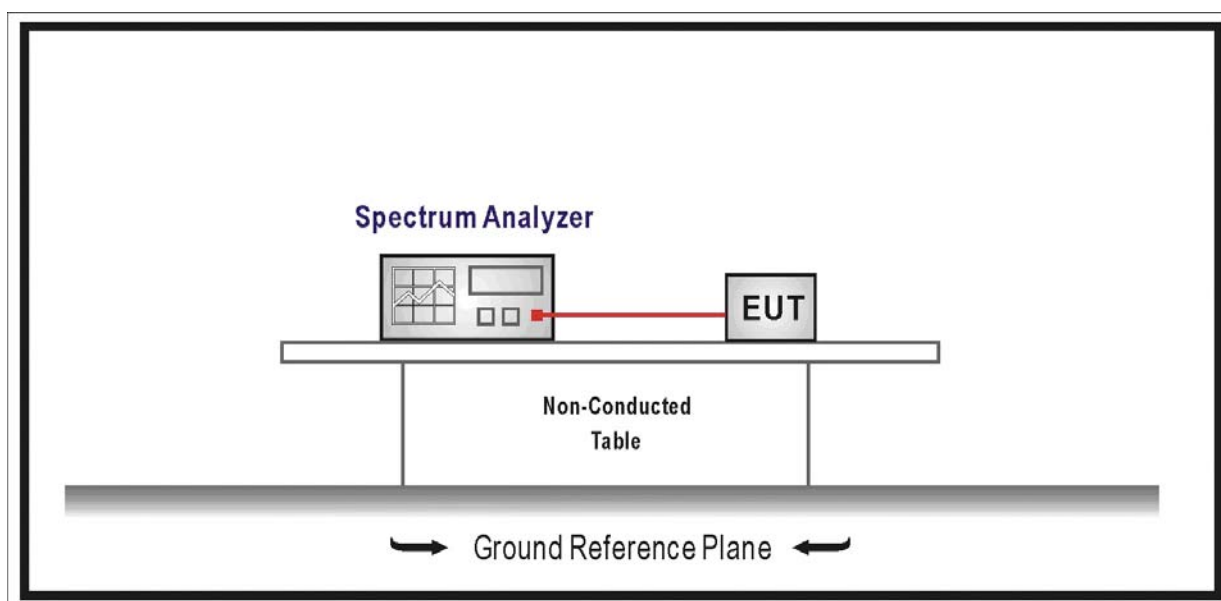 Spectrum Analyzer
EUT
Non-Conducted
Table
Ground Reference Plane